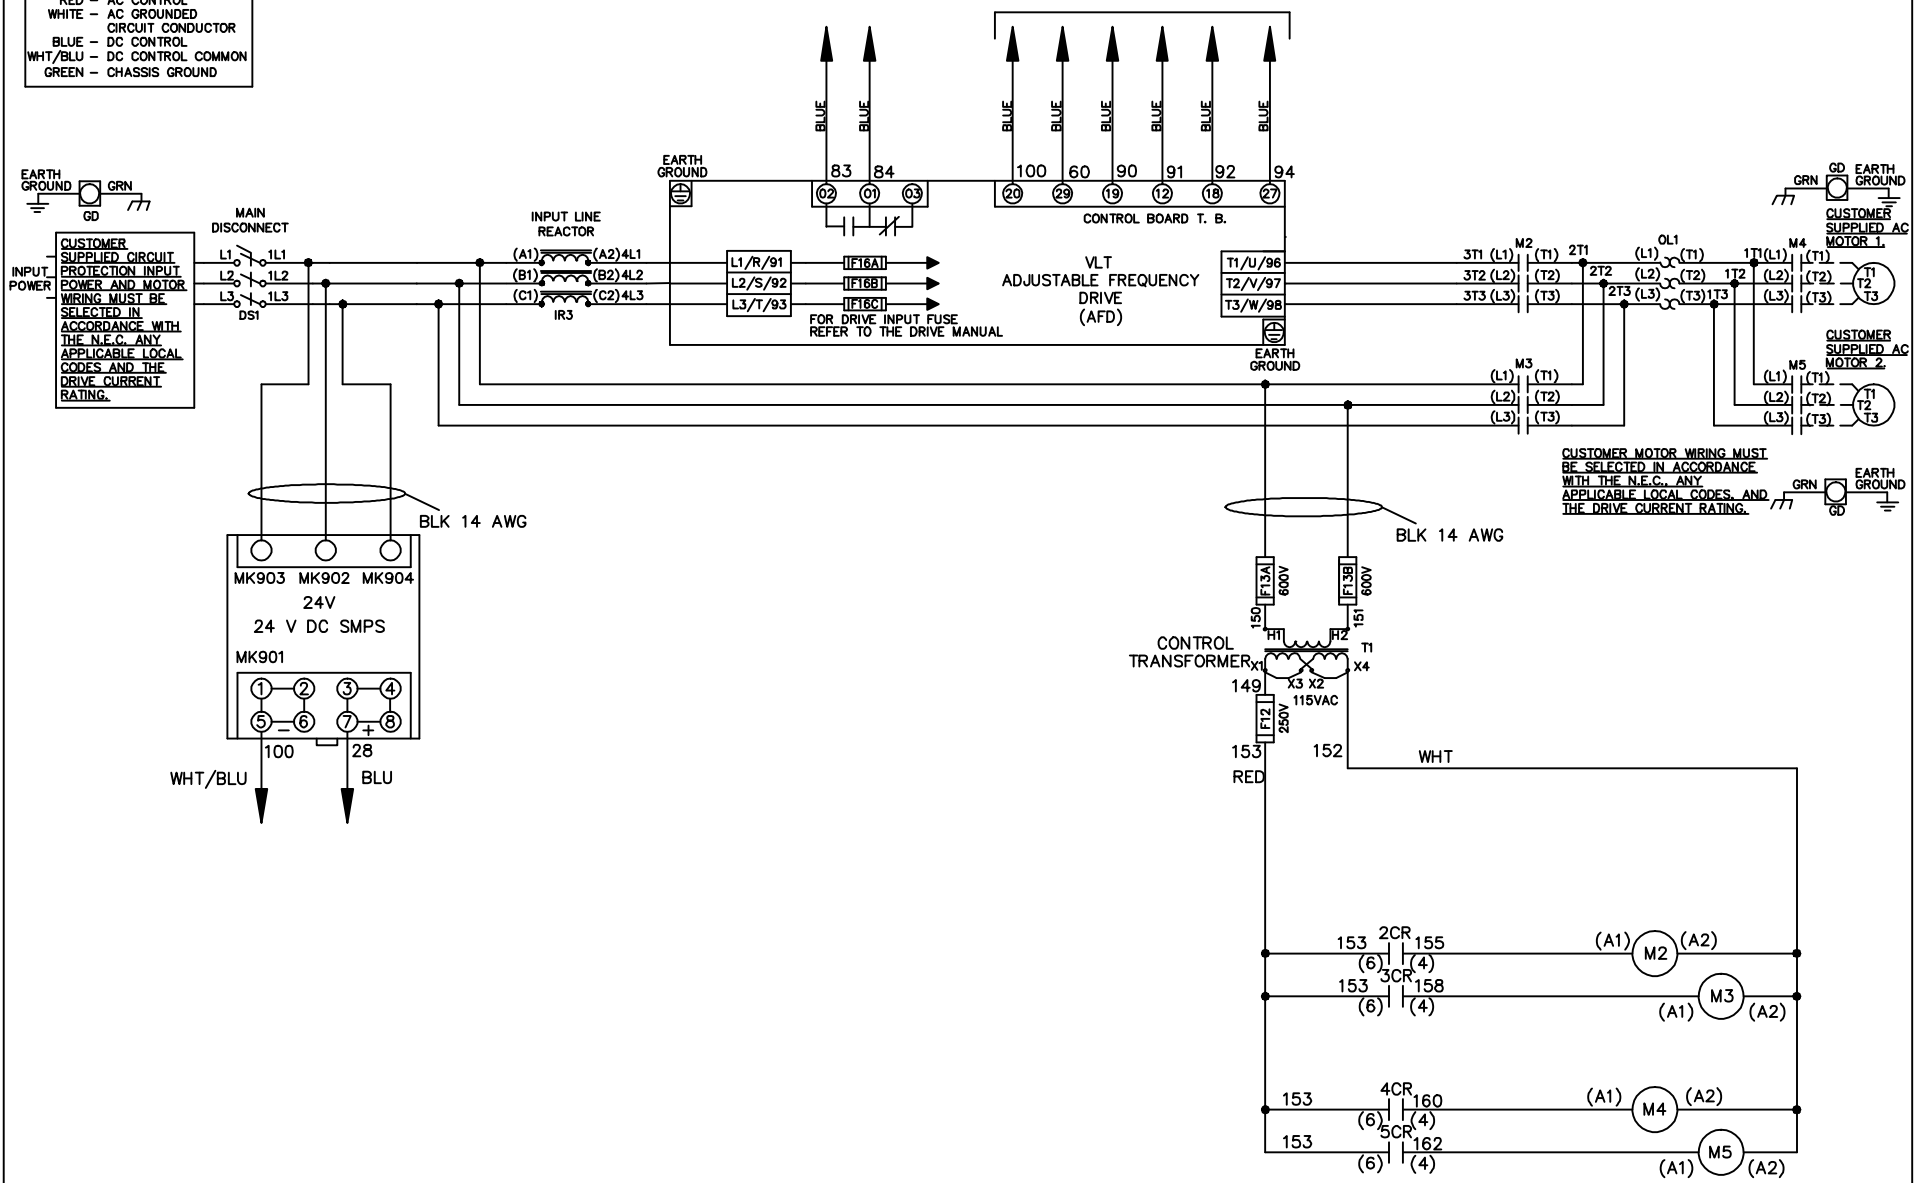 RED – AC CONTROL
WHITE – AC GROUNDED
CIRCUIT CONDUCTOR
BLUE – DC CONTROL
WHT/BLU – DC CONTROL COMMON
GREEN – CHASSIS GROUND
BLUE
BLUE
BLUE
BLUE
BLUE
BLUE
BLUE
BLUE
EARTH
GROUND
GRN
GD
EARTH
GROUND
83 84
02 01 03
100 60 90 91 92 94
20 29 19 12 18 27
CONTROL BOARD T. B.
GRN
GD
EARTH
GROUND
INPUT
POWER
CUSTOMER
SUPPLIED CIRCUIT
PROTECTION INPUT
POWER AND MOTOR
WIRING MUST BE
SELECTED IN
ACCORDANCE WITH
THE N.E.C. ANY
APPLICABLE LOCAL
CODES AND THE
DRIVE CURRENT
RATING.
MAIN
DISCONNECT
L1 1L1
L2 1L2
L3 1L3
DS1
INPUT LINE
REACTOR
(A1) (A2) 4L1
(B1) (B2) 4L2
(C1) (C2) 4L3
IR3
L1/R/91
L2/S/92
L3/T/93
F16A
F16B
F16C
FOR DRIVE INPUT FUSE
REFER TO THE DRIVE MANUAL
VLT
ADJUSTABLE FREQUENCY
DRIVE
(AFD)
T1/U/96
T2/V/97
T3/W/98
EARTH
GROUND
M2
3T1 (L1) (T1) 2T1
3T2 (L2) (T2) 2T2
3T3 (L3) (T3) 2T3
OL1
(L1) (T1) 1T1
(L2) (T2) 1T2
(L3) (T3) 1T3
M4
(L1) (T1)
(L2) (T2)
(L3) (T3)
CUSTOMER
SUPPLIED AC
MOTOR 1.
T1
T2
T3
M3
(L1) (T1)
(L2) (T2)
(L3) (T3)
M5
(L1) (T1)
(L2) (T2)
(L3) (T3)
CUSTOMER
SUPPLIED AC
MOTOR 2.
T1
T2
T3
CUSTOMER MOTOR WIRING MUST
BE SELECTED IN ACCORDANCE
WITH THE N.E.C., ANY
APPLICABLE LOCAL CODES, AND
THE DRIVE CURRENT RATING.
GRN
GD
EARTH
GROUND
BLK 14 AWG
MK903 MK902 MK904
24V
24 V DC SMPS
MK901
1 2 3 4
5 6 7 8
– +
100 28
WHT/BLU BLU
BLK 14 AWG
F13A
600V
F13B
600V
150
151
H1 H2
T1
CONTROL
TRANSFORMER
X1 X4
X3 X2
115VAC
149
F12
250V
153
RED
152
WHT
2CR
153 155
(6) (4)
(A1) M2 (A2)
3CR
153 158
(6) (4)
(A1) M3 (A2)
4CR
153 160
(6) (4)
(A1) M4 (A2)
5CR
153 162
(6) (4)
(A1) M5 (A2)